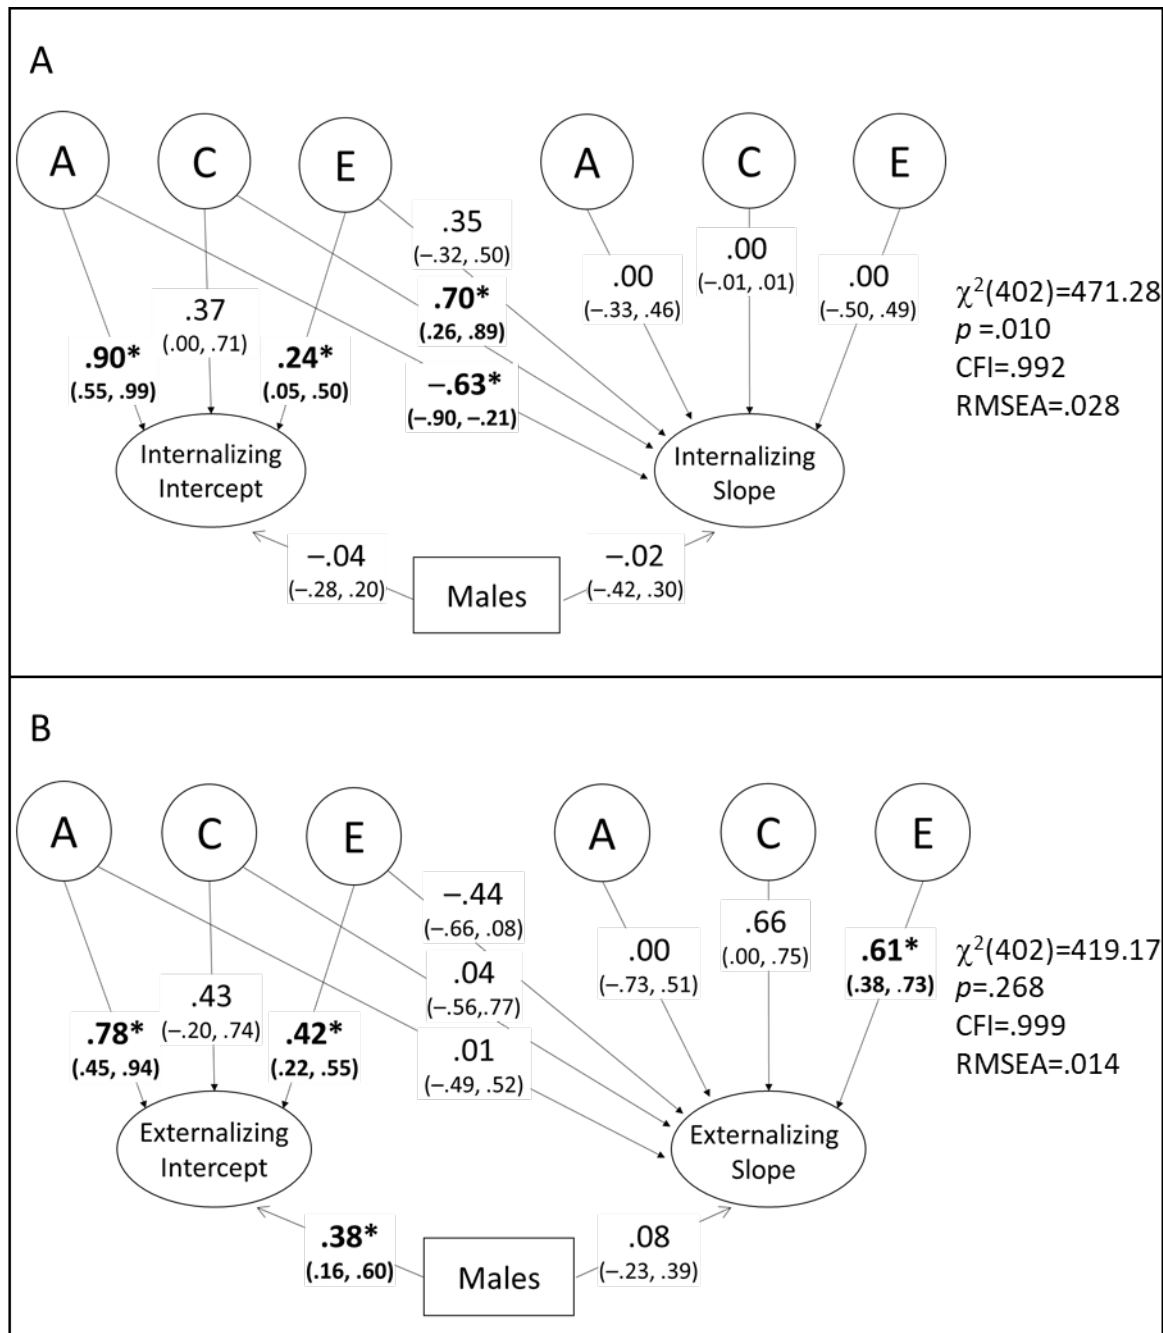 A
A C E A C E
.35
(−.32, .50)
.00
(−.01, .01)
.00
(−.33, .46)
.00
(−.50, .49)
.70*
(.26, .89)
.37
(.00, .71)
.90*
(.55, .99)
.24*
(.05, .50)
−.63*
(−.90, −.21)
χ²(402)=471.28
p =.010
CFI=.992
RMSEA=.028
Internalizing
Intercept
Internalizing
Slope
−.04
(−.28, .20)
Males
−.02
(−.42, .30)
B
A C E A C E
−.44
(−.66, .08)
.66
(.00, .75)
.00
(−.73, .51)
.61*
(.38, .73)
.04
(−.56,.77)
.43
(−.20, .74)
.78*
(.45, .94)
.42*
(.22, .55)
.01
(−.49, .52)
χ²(402)=419.17
p=.268
CFI=.999
RMSEA=.014
Externalizing
Intercept
Externalizing
Slope
.38*
(.16, .60)
Males
.08
(−.23, .39)